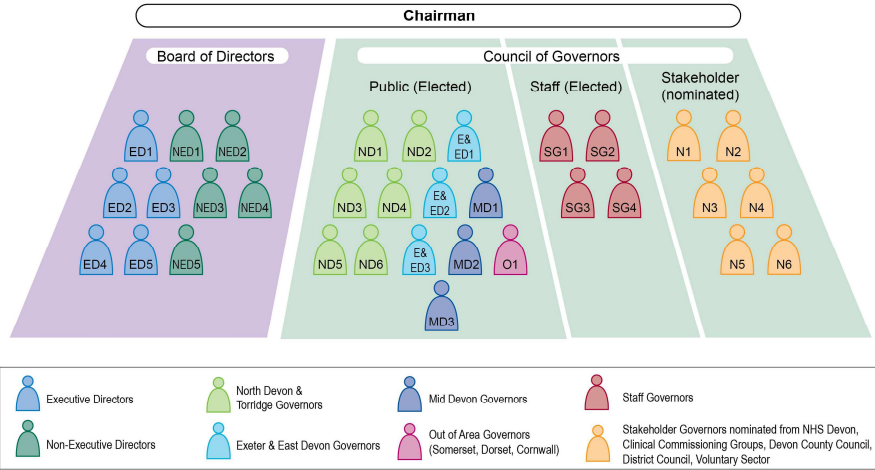 Chairman
Board of Directors
Council of Governors
Public (Elected)
Staff (Elected)
Stakeholder
(nominated)
ED1 NED1 NED2
ND1 ND2 E&
ED1
SG1 SG2
N1 N2
ED2 ED3 NED3 NED4
ND3 ND4 E&
ED2 MD1
SG3 SG4
N3 N4
ED4 ED5 NED5
ND5 ND6 E&
ED3 MD2 O1
N5 N6
MD3
Executive Directors
North Devon &
Torridge Governors
Mid Devon Governors
Staff Governors
Non-Executive Directors
Exeter & East Devon Governors
Out of Area Governors
(Somerset, Dorset, Cornwall)
Stakeholder Governors nominated from NHS Devon,
Clinical Commissioning Groups, Devon County Council,
District Council, Voluntary Sector